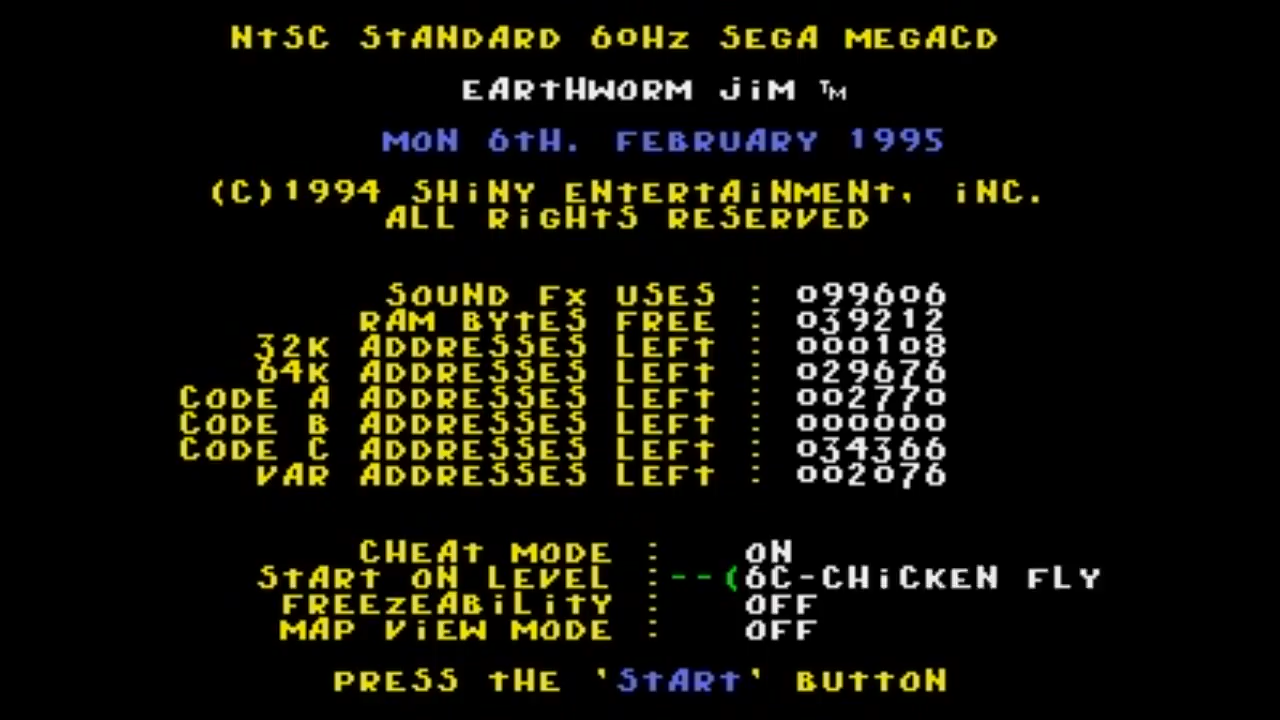 NtSC StANDARD 60Hz SEGA MEGACD
EARtHWORM JiM ™
MON 6tH. FEBRUARY 1995
(C)1994 SHiNY ENtERtAiNMENt, iNC.
ALL RiGHtS RESERVED
SOUND Fx USES : 099606
RAM BYtES FREE : 039212
32K ADDRESSES LEFt : 000108
64K ADDRESSES LEFt : 029676
CODE A ADDRESSES LEFt : 002770
CODE B ADDRESSES LEFt : 000000
CODE C ADDRESSES LEFt : 034366
VAR ADDRESSES LEFt : 002076
CHEAt MODE : ON
StARt ON LEVEL :--(6C-CHiCKEN FLY
FREEzEABiLitY : OFF
MAP ViEW MODE : OFF
PRESS tHE 'StARt' BUttON